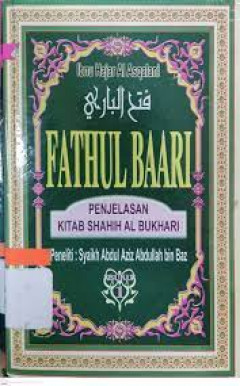 Ibnu Hajar Al Asqalani
فتح الباري
FATHUL BAARI
PENJELASAN
KITAB SHAHIH AL BUKHARI
Peneliti : Syaikh Abdul Aziz Abdullah bin Baz